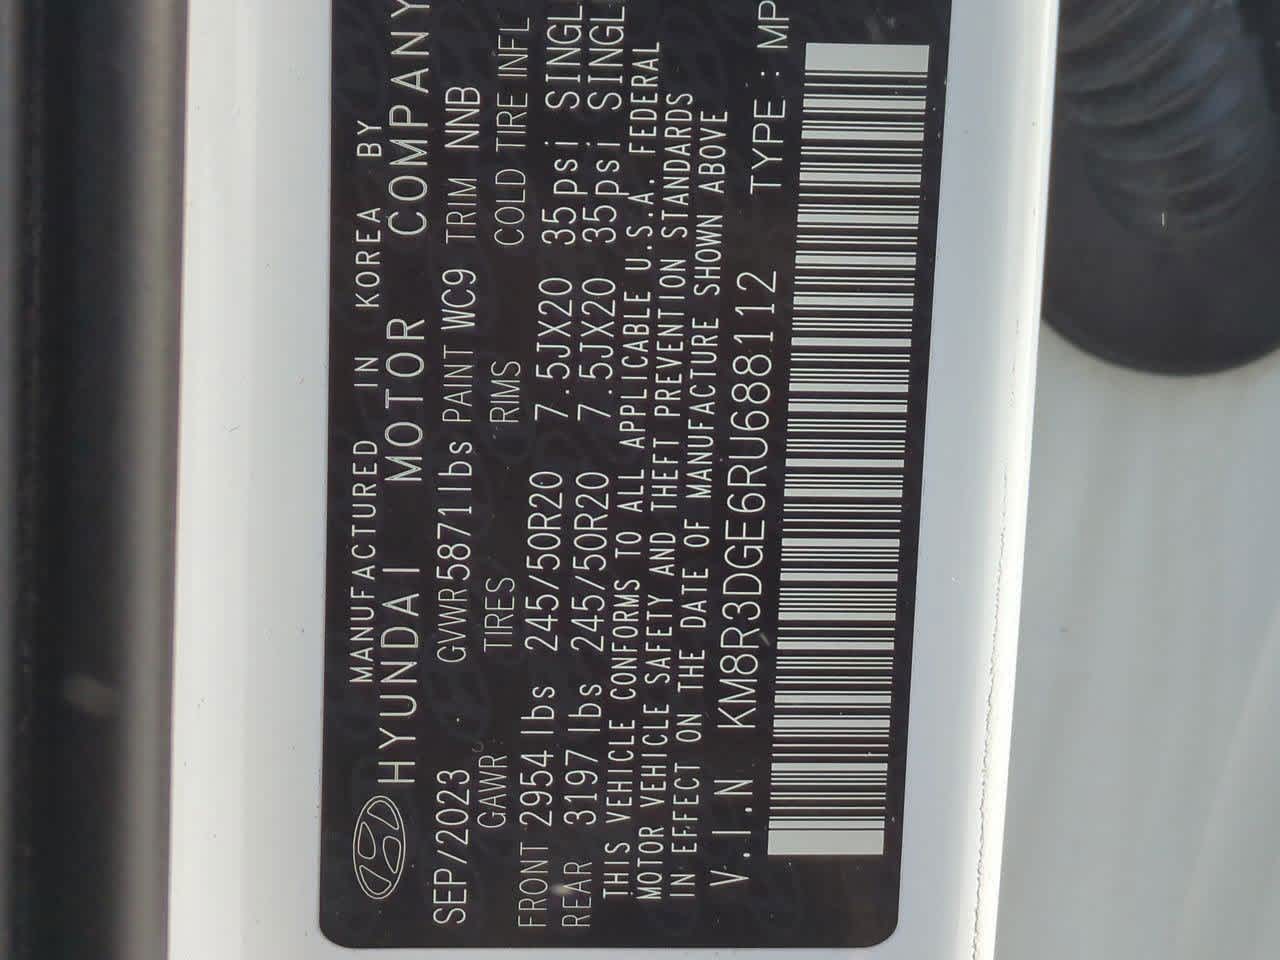 MANUFACTURED IN KOREA BY
HYUNDAI MOTOR COMPANY
SEP/2023 GVWR 5871lbs PAINT WC9 TRIM NNB
GAWR TIRES RIMS COLD TIRE INFL
FRONT 2954 lbs 245/50R20 7.5JX20 35psi SINGL
REAR 3197 lbs 245/50R20 7.5JX20 35psi SINGL
THIS VEHICLE CONFORMS TO ALL APPLICABLE U.S.A. FEDERAL
MOTOR VEHICLE SAFETY AND THEFT PREVENTION STANDARDS
IN EFFECT ON THE DATE OF MANUFACTURE SHOWN ABOVE
V.I.N KM8R3DGE6RU688112 TYPE: MP